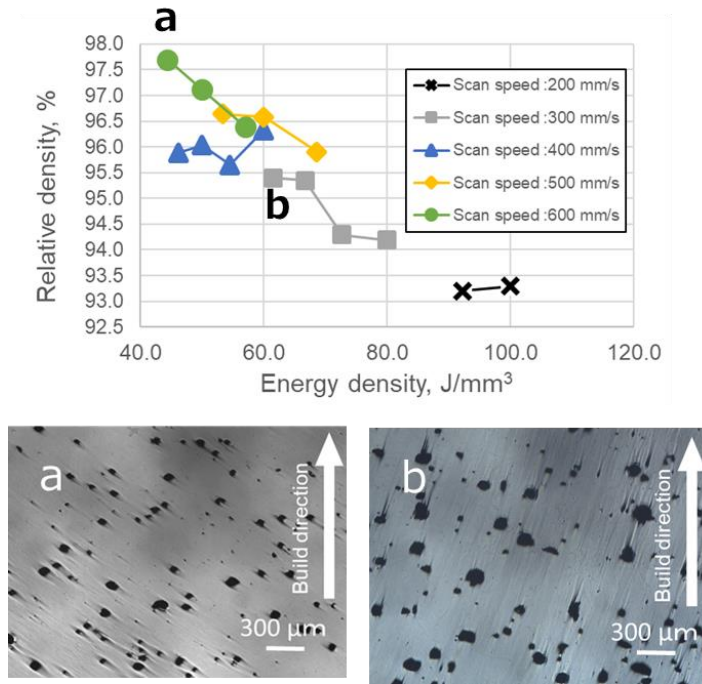 a
98.0
97.5
97.0
96.5
96.0
95.5
95.0
94.5
94.0
93.5
93.0
92.5
Relative density, %
b
Scan speed :200 mm/s
Scan speed :300 mm/s
Scan speed :400 mm/s
Scan speed :500 mm/s
Scan speed :600 mm/s
40.0 60.0 80.0 100.0 120.0
Energy density, J/mm³
a
Build direction
300 µm
b
Build direction
300 µm